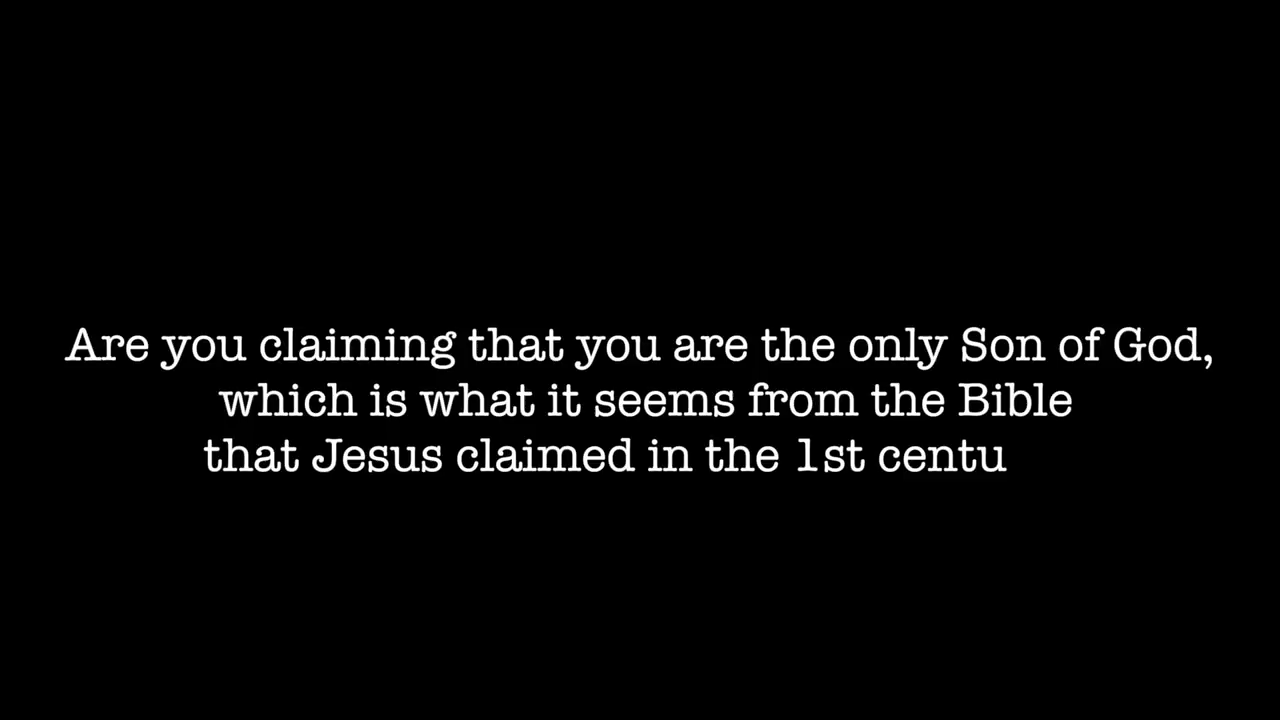 Are you claiming that you are the only Son of God,
which is what it seems from the Bible
that Jesus claimed in the 1st centu